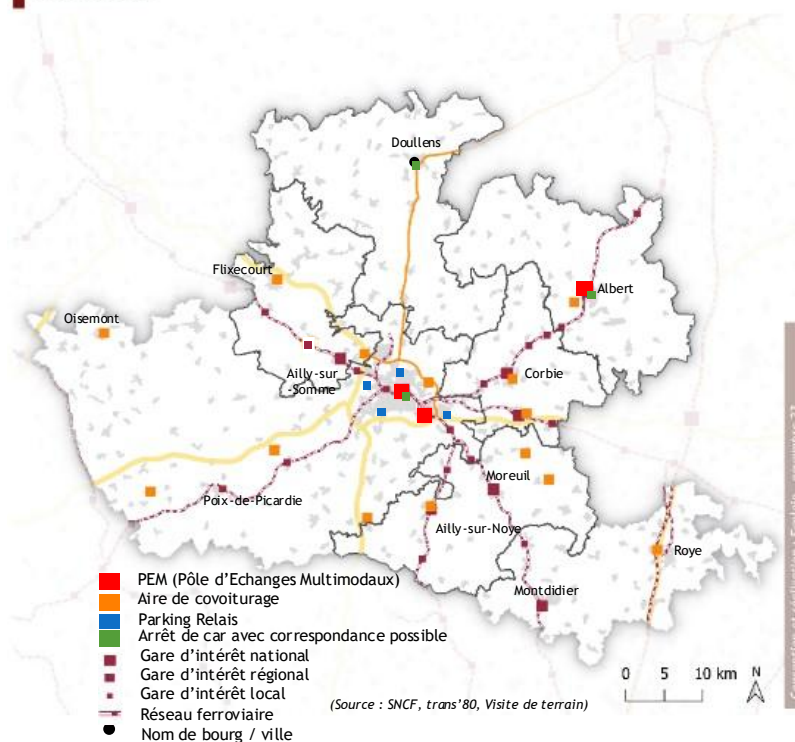 Doullens
Flixecourt
Albert
Oisemont
Ailly-sur
-Somme
Corbie
Moreuil
Poix-de-Picardie
Ailly-sur-Noye
Roye
Montdidier
PEM (Pôle d'Echanges Multimodaux)
Aire de covoiturage
Parking Relais
Arrêt de car avec correspondance possible
Gare d'intérêt national
Gare d'intérêt régional
Gare d'intérêt local
Réseau ferroviaire
Nom de bourg / ville
(Source : SNCF, trans'80, Visite de terrain)
0 5 10 km N